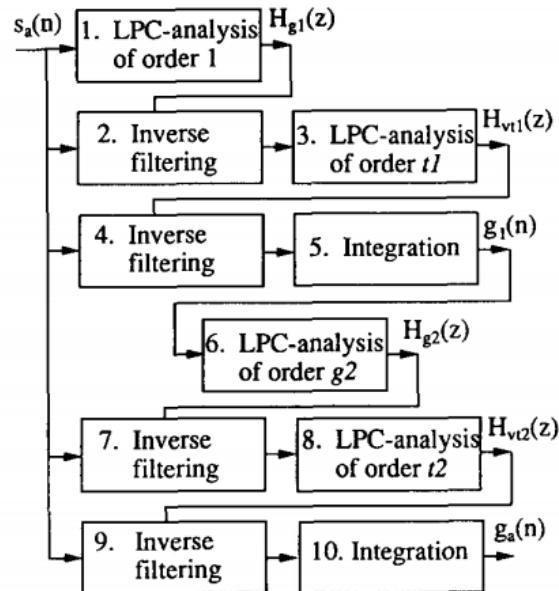 s_a(n)
1. LPC-analysis
of order 1
H_g1(z)
2. Inverse
filtering
3. LPC-analysis
of order t1
H_vt1(z)
4. Inverse
filtering
5. Integration
g_1(n)
6. LPC-analysis
of order g2
H_g2(z)
7. Inverse
filtering
8. LPC-analysis
of order t2
H_vt2(z)
9. Inverse
filtering
10. Integration
g_a(n)